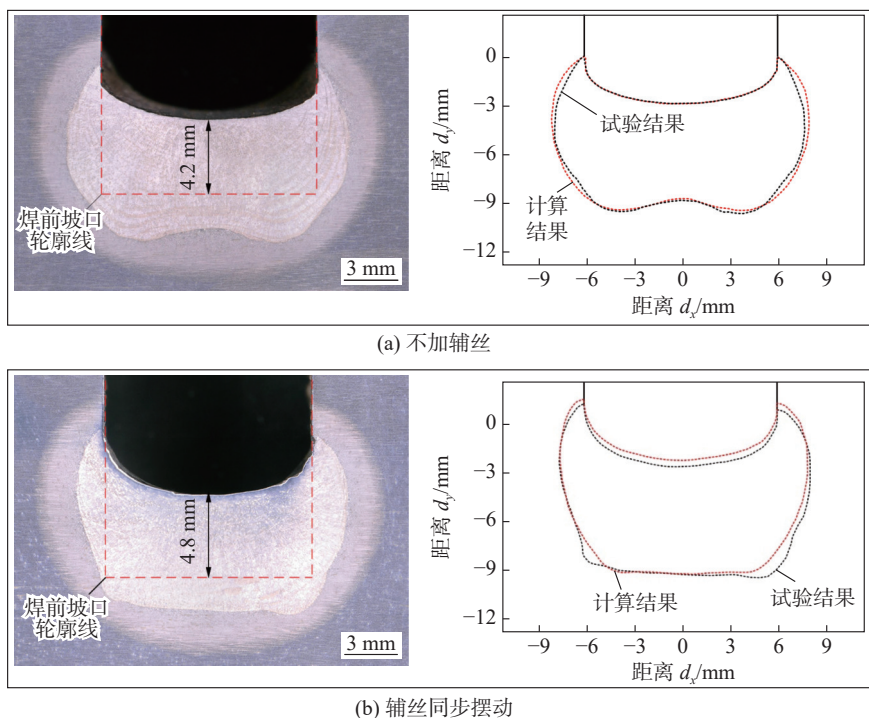 4.2 mm
焊前坡口
轮廓线
3 mm
距离 dy/mm
0
−3
−6
−9
−12
试验结果
计算
结果
−9 −6 −3 0 3 6 9
距离 dx/mm
(a) 不加辅丝
4.8 mm
焊前坡口
轮廓线
3 mm
距离 dy/mm
0
−3
−6
−9
−12
计算结果
试验结果
−9 −6 −3 0 3 6 9
距离 dx/mm
(b) 辅丝同步摆动